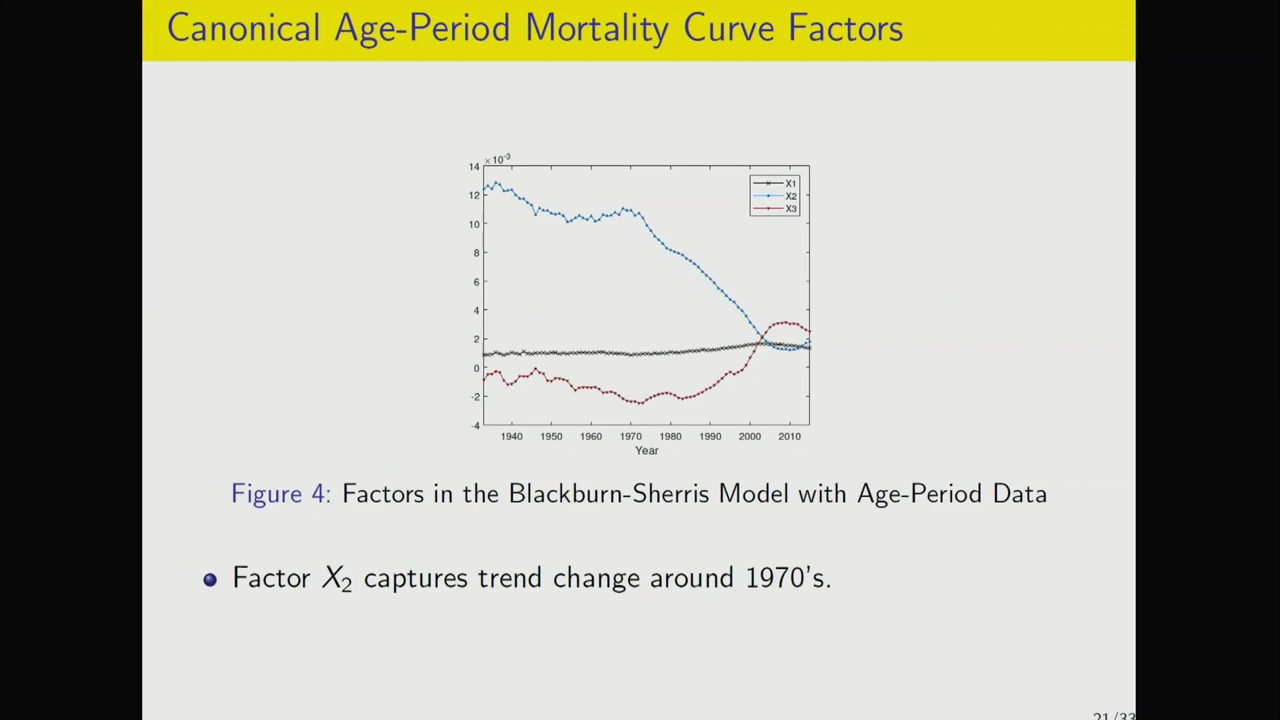 Canonical Age-Period Mortality Curve Factors
×10⁻³
14
12
10
8
6
4
2
0
-2
-4
X1
X2
X3
1940 1950 1960 1970 1980 1990 2000 2010
Year
Figure 4: Factors in the Blackburn-Sherris Model with Age-Period Data
Factor X₂ captures trend change around 1970's.
21/33